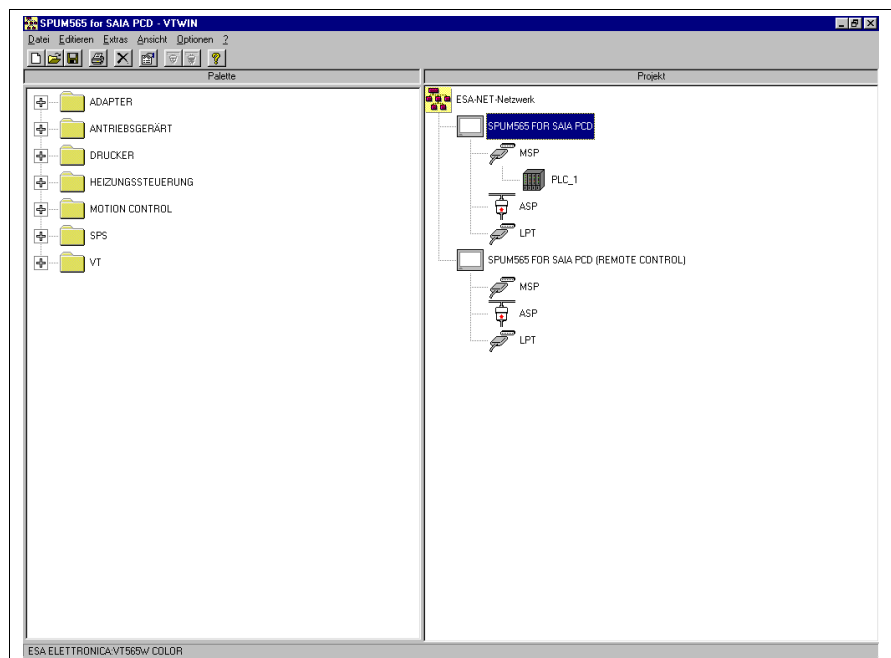 SPUM565 for SAIA PCD - VTWIN
Datei Editieren Extras Ansicht Optionen ?
Palette
Projekt
ADAPTER
ANTRIEBSGERÄRT
DRUCKER
HEIZUNGSSTEUERUNG
MOTION CONTROL
SPS
VT
ESA-NET-Netzwerk
SPUM565 FOR SAIA PCD
MSP
PLC_1
ASP
LPT
SPUM565 FOR SAIA PCD (REMOTE CONTROL)
MSP
ASP
LPT
ESA ELETTRONICA:VT565W COLOR